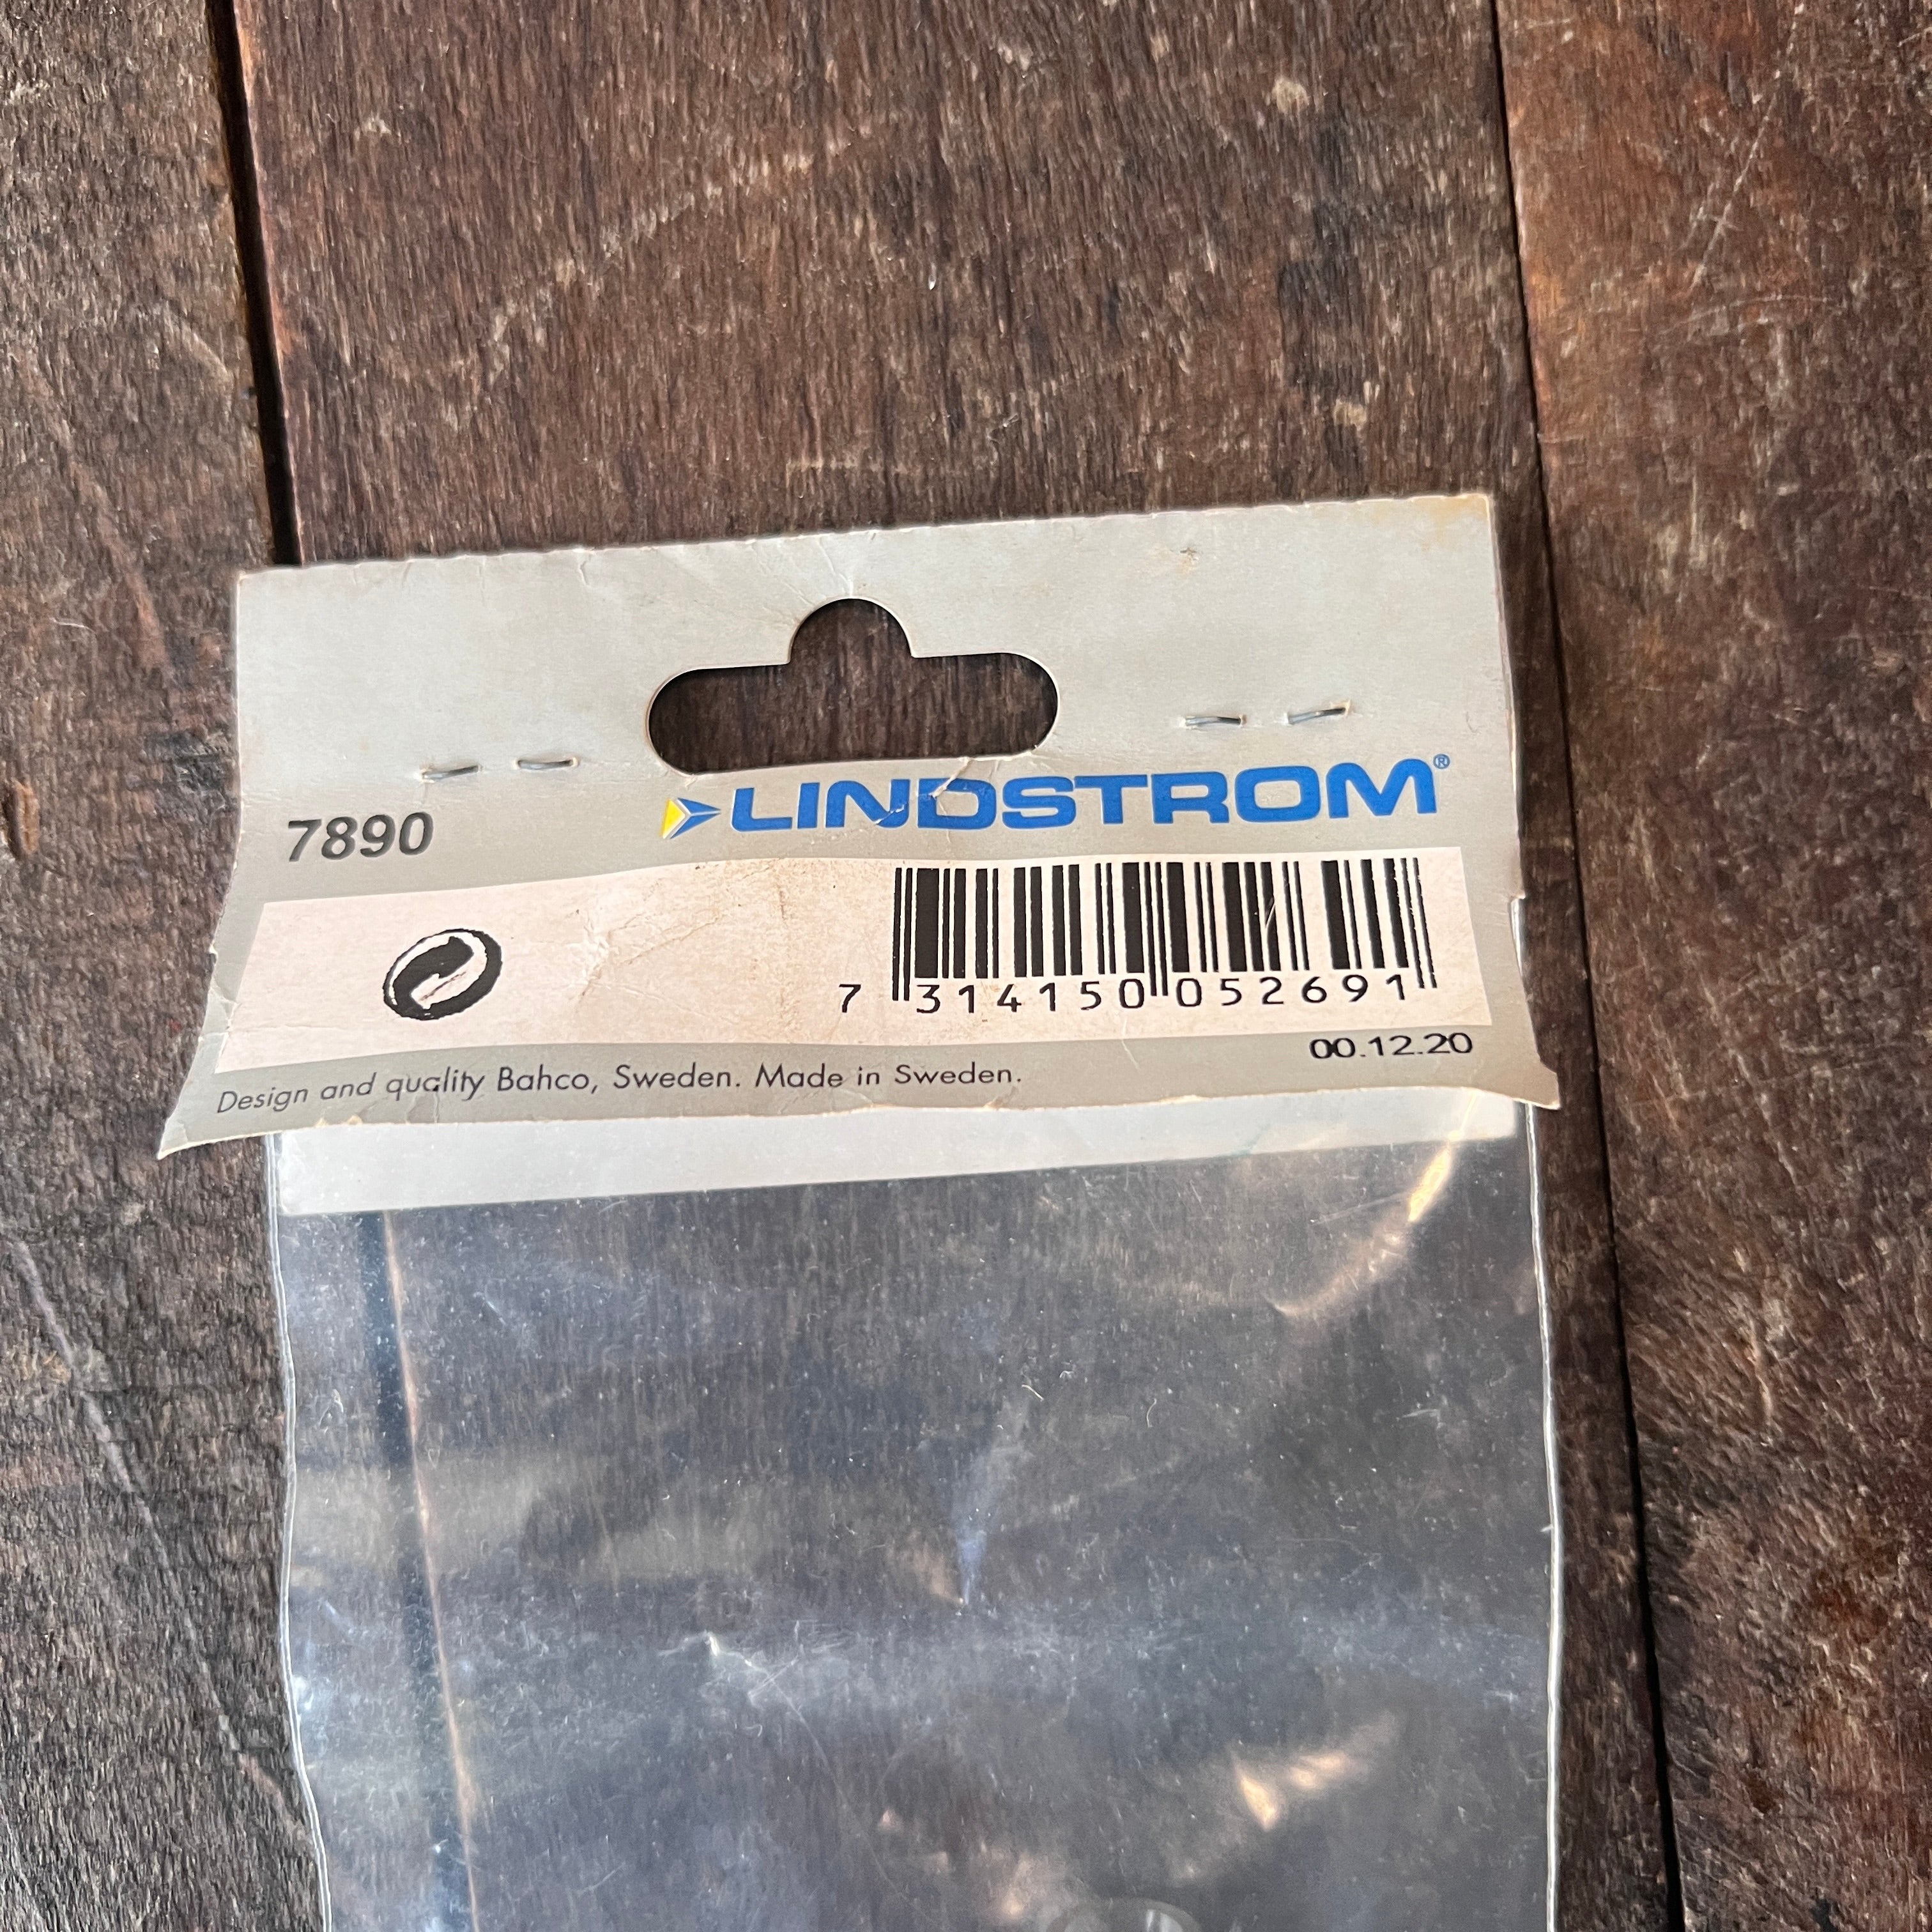 LINDSTROM®
7890
7 314150 052691
00.12.20
Design and quality Bahco, Sweden. Made in Sweden.